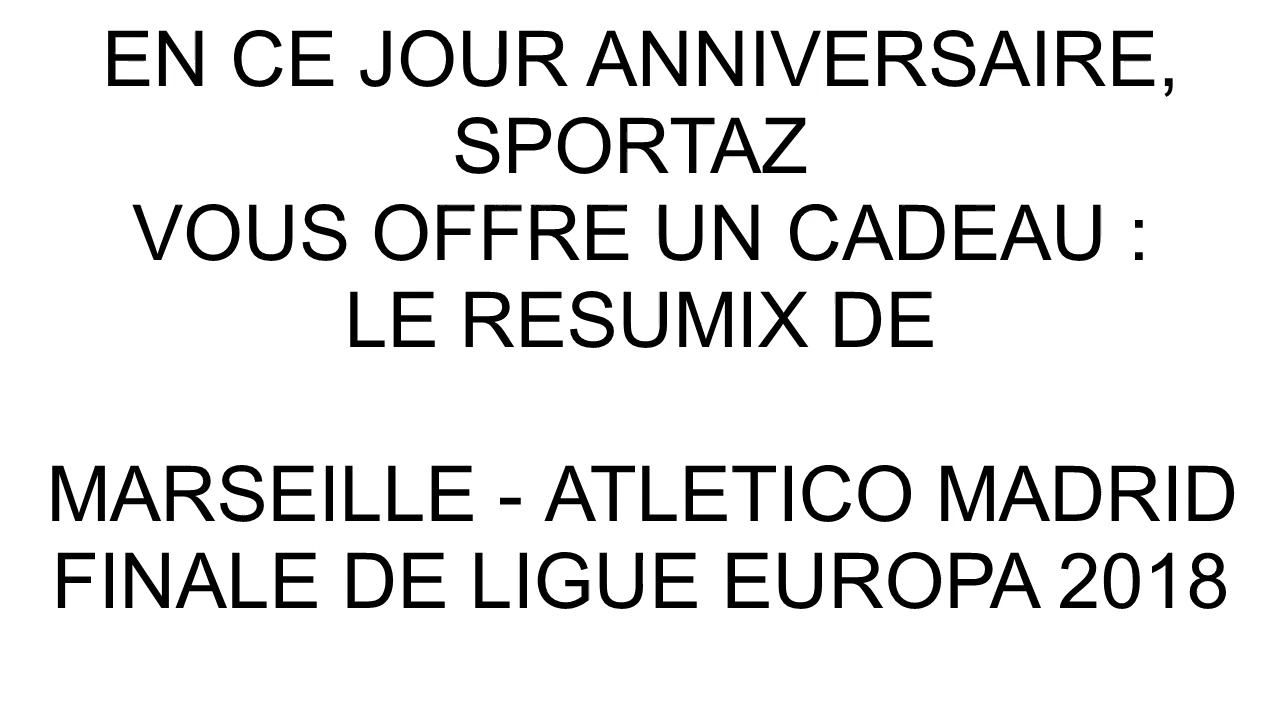 EN CE JOUR ANNIVERSAIRE,
SPORTAZ
VOUS OFFRE UN CADEAU :
LE RESUMIX DE
MARSEILLE - ATLETICO MADRID
FINALE DE LIGUE EUROPA 2018